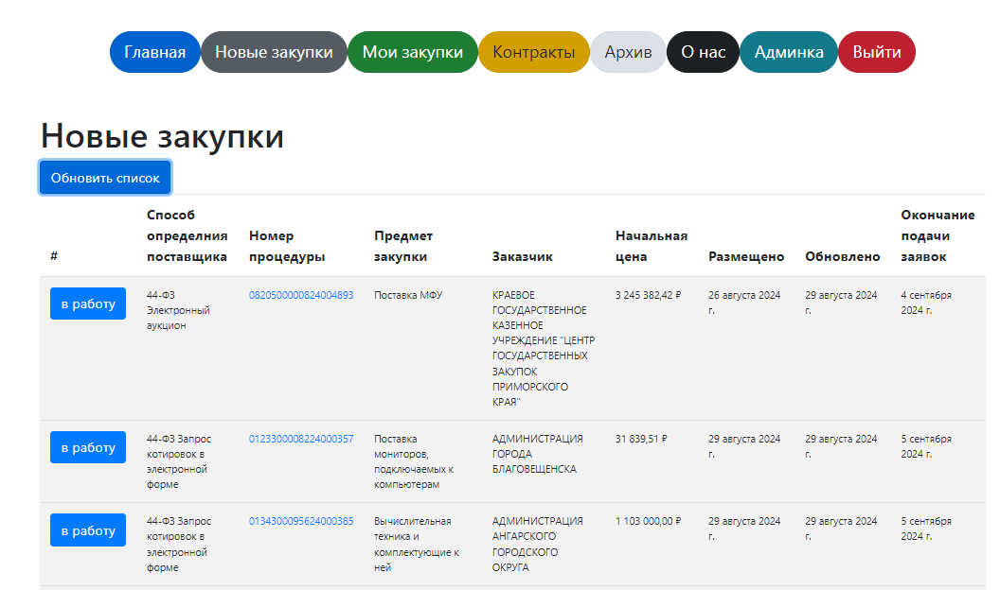 Главная Новые закупки Мои закупки Контракты Архив О нас Админка Выйти
Новые закупки
Обновить список
#
Способ
определния
поставщика
Номер
процедуры
Предмет
закупки
Заказчик
Начальная
цена
Размещено
Обновлено
Окончание
подачи
заявок
в работу
44-ФЗ
Электронный
аукцион
0820500000824004893
Поставка МФУ
КРАЕВОЕ
ГОСУДАРСТВЕННОЕ
КАЗЕННОЕ
УЧРЕЖДЕНИЕ "ЦЕНТР
ГОСУДАРСТВЕННЫХ
ЗАКУПОК
ПРИМОРСКОГО
КРАЯ"
3 245 382,42 ₽
26 августа 2024
г.
29 августа 2024
г.
4 сентября
2024 г.
в работу
44-ФЗ Запрос
котировок в
электронной
форме
0123300008224000357
Поставка
мониторов,
подключаемых к
компьютерам
АДМИНИСТРАЦИЯ
ГОРОДА
БЛАГОВЕЩЕНСКА
31 839,51 ₽
29 августа 2024
г.
29 августа 2024
г.
5 сентября
2024 г.
в работу
44-ФЗ Запрос
котировок в
электронной
форме
0134300095624000385
Вычислительная
техника и
комплектующие к
ней
АДМИНИСТРАЦИЯ
АНГАРСКОГО
ГОРОДСКОГО
ОКРУГА
1 103 000,00 ₽
29 августа 2024
г.
29 августа 2024
г.
5 сентября
2024 г.